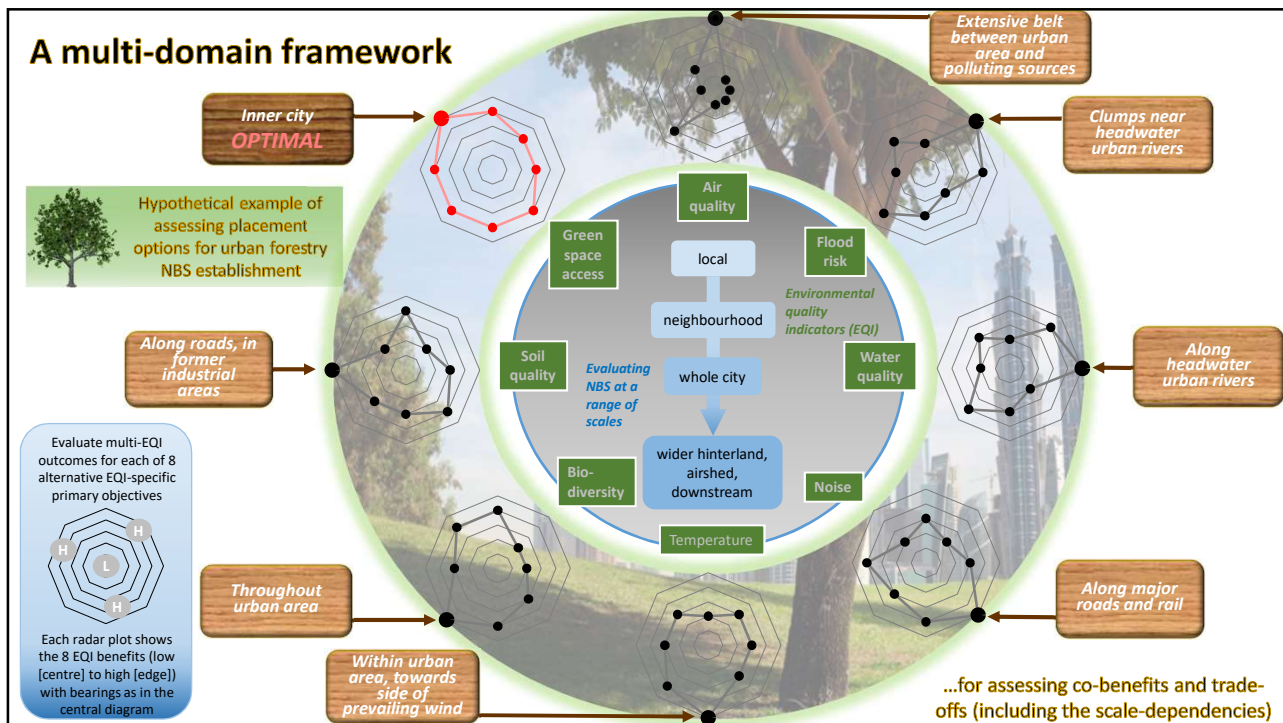 A multi-domain framework
Extensive belt
between urban
area and
polluting sources
Inner city
OPTIMAL
Clumps near
headwater
urban rivers
Hypothetical example of
assessing placement
options for urban forestry
NBS establishment
Air
quality
Green
space
access
Flood
risk
local
Environmental
quality
indicators (EQI)
neighbourhood
Along roads, in
former
industrial
areas
Soil
quality
Evaluating
NBS at a
range of
scales
whole city
Water
quality
Along
headwater
urban rivers
wider hinterland,
airshed,
downstream
Bio-
diversity
Noise
Temperature
Evaluate multi-EQI
outcomes for each of 8
alternative EQI-specific
primary objectives
H
H
L
H
Each radar plot shows
the 8 EQI benefits (low
[centre] to high [edge])
with bearings as in the
central diagram
Throughout
urban area
Along major
roads and rail
Within urban
area, towards
side of
prevailing wind
...for assessing co-benefits and trade-
offs (including the scale-dependencies)